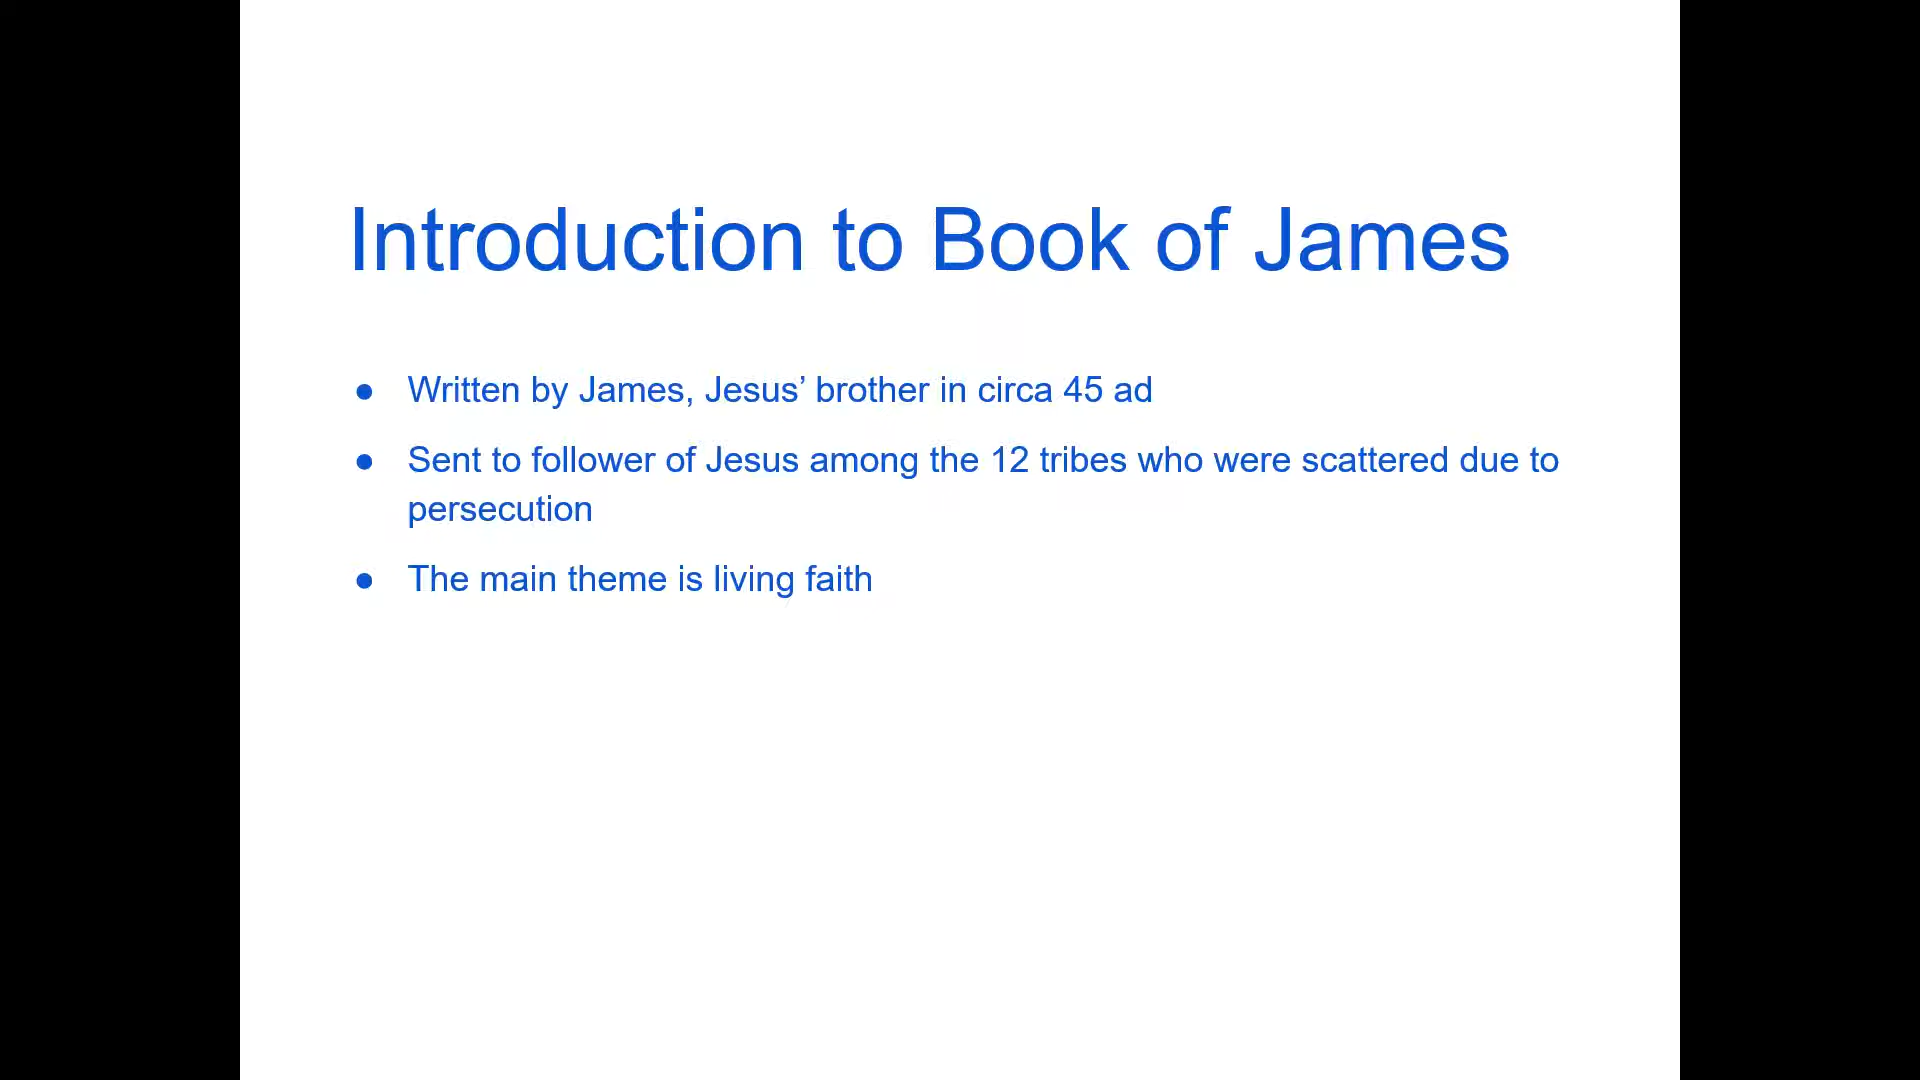 Introduction to Book of James
● Written by James, Jesus’ brother in circa 45 ad
● Sent to follower of Jesus among the 12 tribes who were scattered due to
persecution
● The main theme is living faith